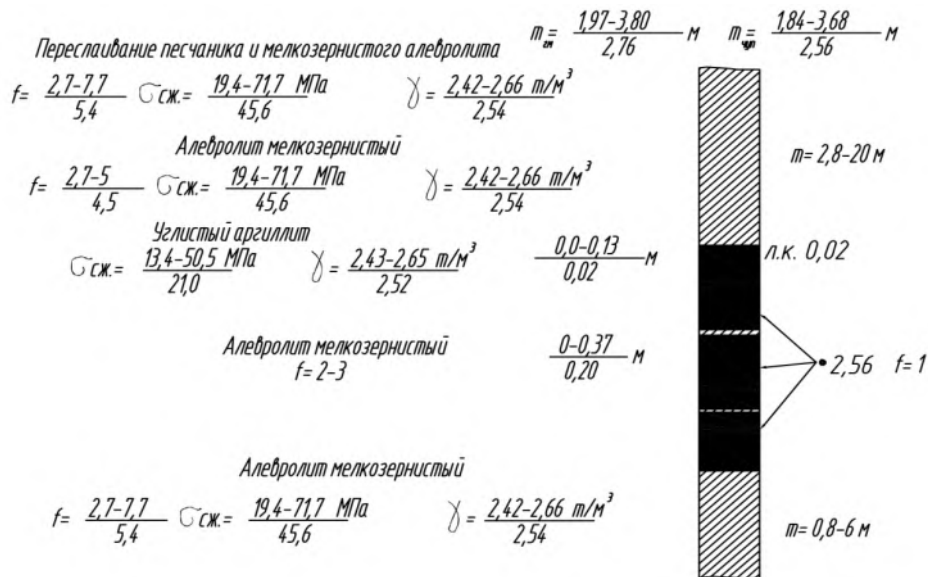 m гм = 1,97-3,80 / 2,76 м m чуп = 1,84-3,68 / 2,56 м
Переслаивание песчаника и мелкозернистого алевролита
f= 2,7-7,7 / 5,4 σсж.= 19,4-71,7 МПа / 45,6 γ = 2,42-2,66 т/м³ / 2,54
Алевролит мелкозернистый
m= 2,8-20 м
f= 2,7-5 / 4,5 σсж.= 19,4-71,7 МПа / 45,6 γ = 2,42-2,66 т/м³ / 2,54
Углистый аргиллит
л.к. 0,02
σсж.= 13,4-50,5 МПа / 21,0 γ = 2,43-2,65 т/м³ / 2,52 0,0-0,13 / 0,02 м
Алевролит мелкозернистый
f= 2-3 0-0,37 / 0,20 м
2,56 f= 1
Алевролит мелкозернистый
f= 2,7-7,7 / 5,4 σсж.= 19,4-71,7 МПа / 45,6 γ = 2,42-2,66 т/м³ / 2,54
m= 0,8-6 м